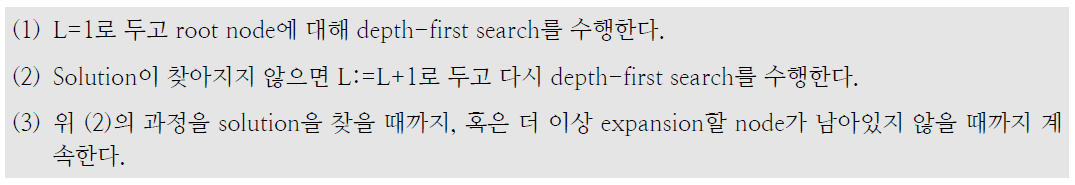 (1) L=1로 두고 root node에 대해 depth-first search를 수행한다.
(2) Solution이 찾아지지 않으면 L:=L+1로 두고 다시 depth-first search를 수행한다.
(3) 위 (2)의 과정을 solution을 찾을 때까지, 혹은 더 이상 expansion할 node가 남아있지 않을 때까지 계
속한다.